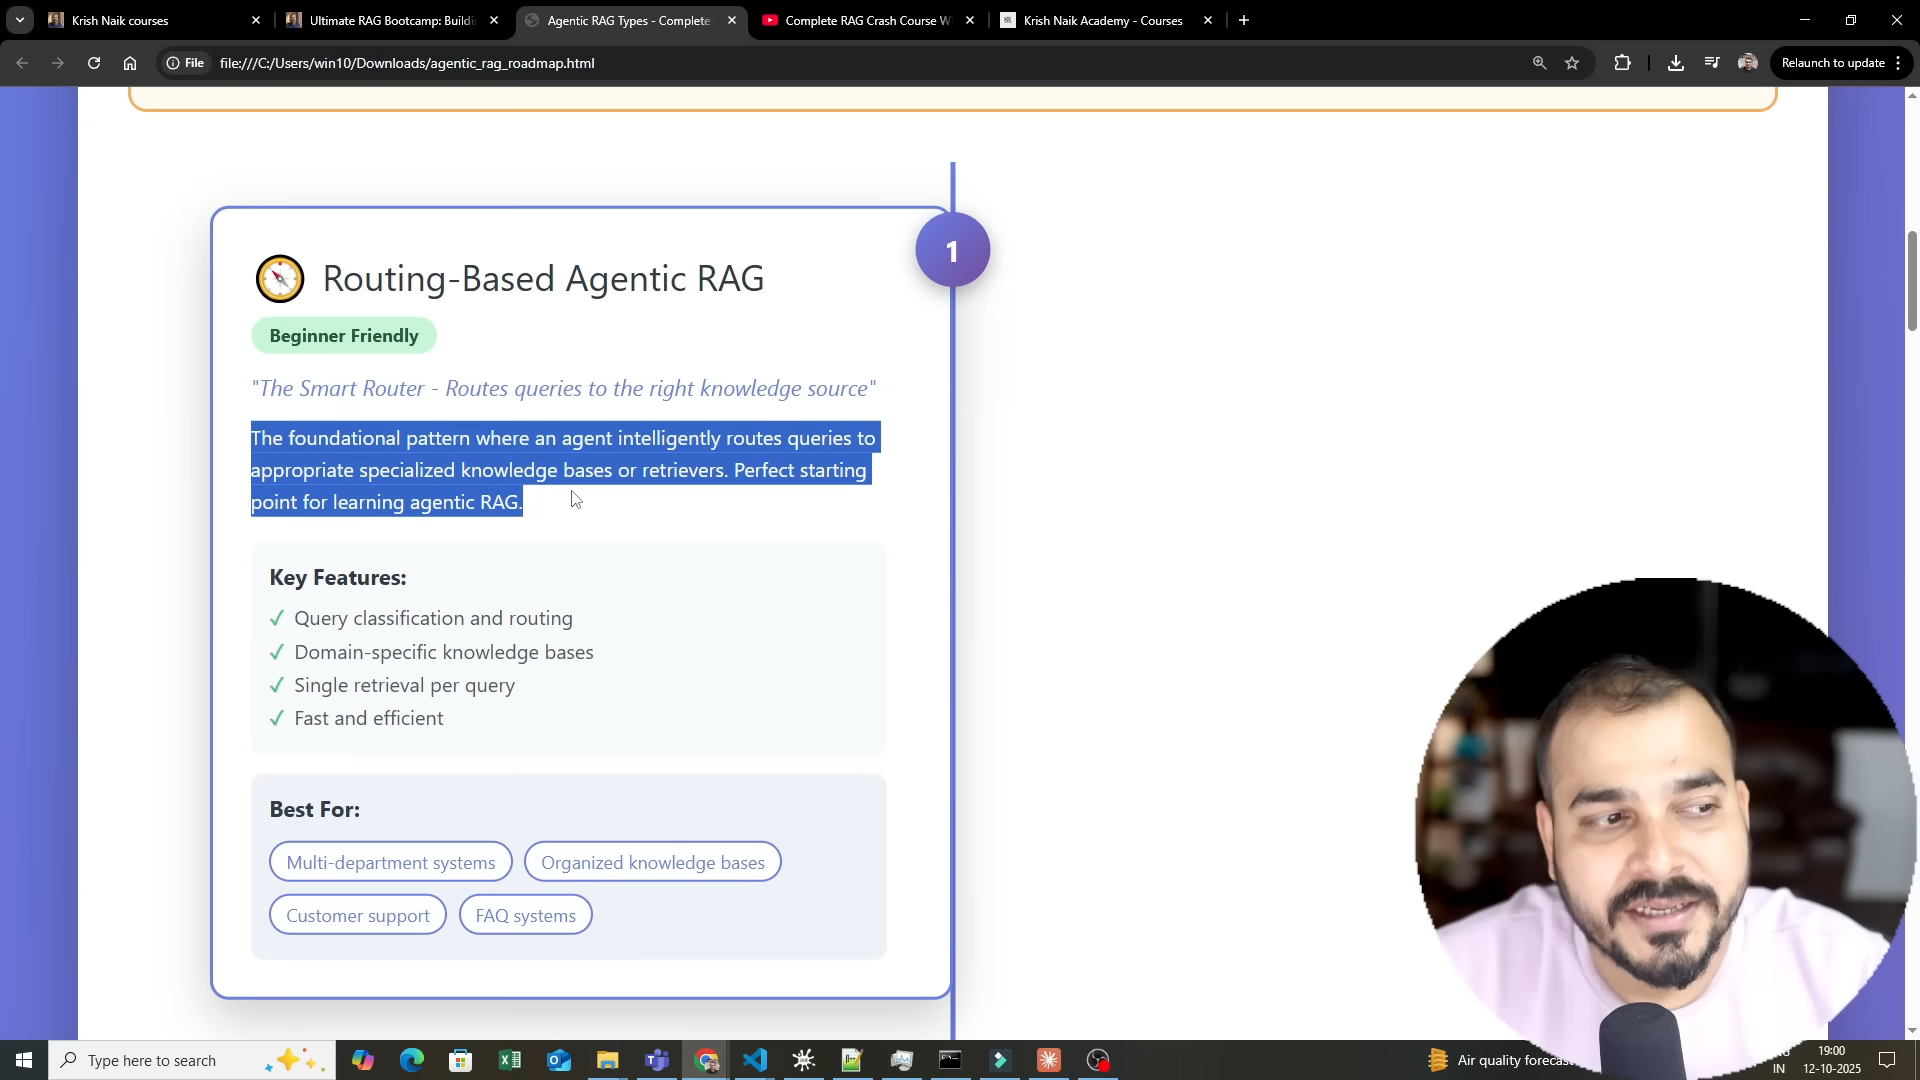 Krish Naik courses
Ultimate RAG Bootcamp: Buildi
Agentic RAG Types - Complete
Complete RAG Crash Course W
Krish Naik Academy - Courses
File
file:///C:/Users/win10/Downloads/agentic_rag_roadmap.html
Relaunch to update
1
Routing-Based Agentic RAG
Beginner Friendly
"The Smart Router - Routes queries to the right knowledge source"
The foundational pattern where an agent intelligently routes queries to
appropriate specialized knowledge bases or retrievers. Perfect starting
point for learning agentic RAG.
Key Features:
✓ Query classification and routing
✓ Domain-specific knowledge bases
✓ Single retrieval per query
✓ Fast and efficient
Best For:
Multi-department systems
Organized knowledge bases
Customer support
FAQ systems
Type here to search
Air quality forecas
IN
19:00
12-10-2025